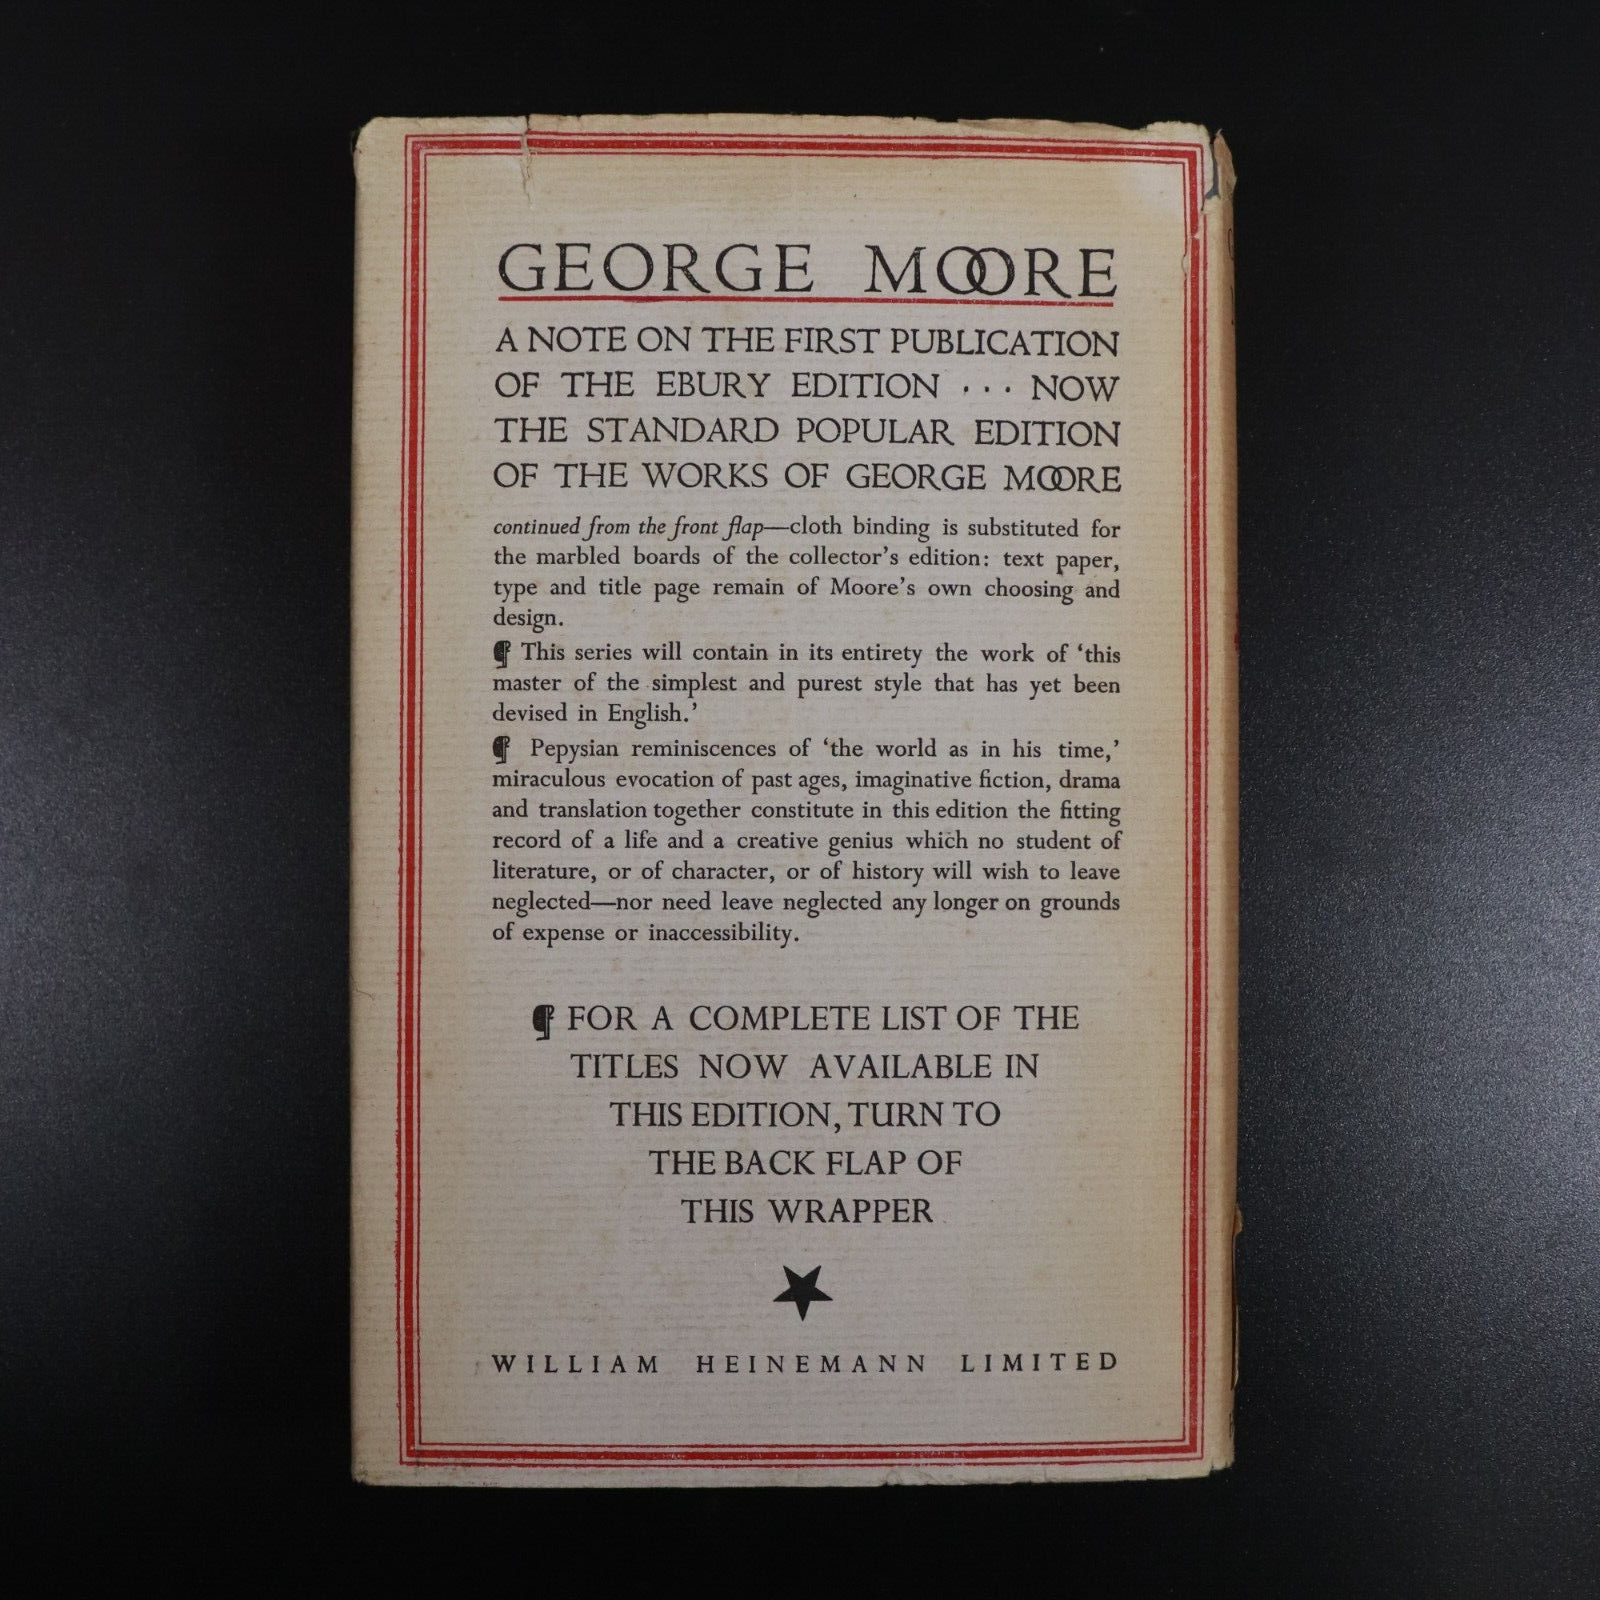 GEORGE MOORE
A NOTE ON THE FIRST PUBLICATION
OF THE EBURY EDITION · · · NOW
THE STANDARD POPULAR EDITION
OF THE WORKS OF GEORGE MOORE
continued from the front flap—cloth binding is substituted for
the marbled boards of the collector's edition: text paper,
type and title page remain of Moore's own choosing and
design.
¶ This series will contain in its entirety the work of ‘this
master of the simplest and purest style that has yet been
devised in English.’
¶ Pepysian reminiscences of ‘the world as in his time,’
miraculous evocation of past ages, imaginative fiction, drama
and translation together constitute in this edition the fitting
record of a life and a creative genius which no student of
literature, or of character, or of history will wish to leave
neglected—nor need leave neglected any longer on grounds
of expense or inaccessibility.
¶ FOR A COMPLETE LIST OF THE
TITLES NOW AVAILABLE IN
THIS EDITION, TURN TO
THE BACK FLAP OF
THIS WRAPPER
WILLIAM HEINEMANN LIMITED